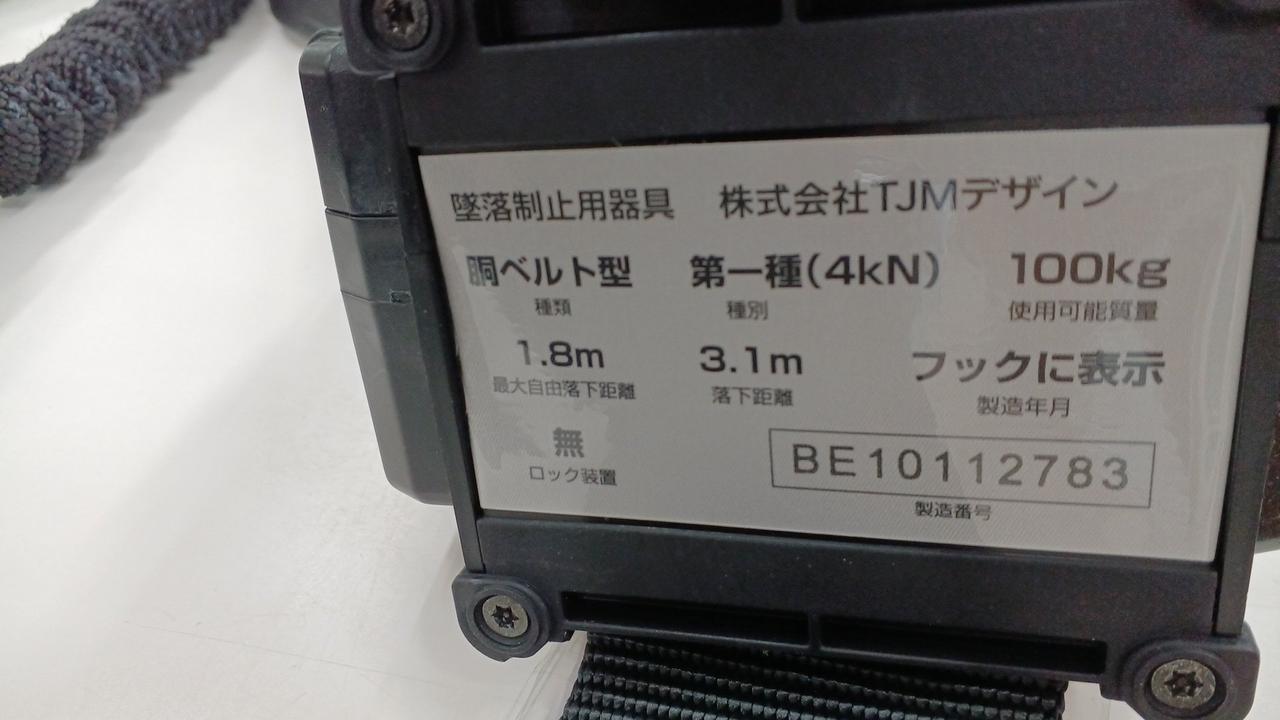 墜落制止用器具 株式会社TJMデザイン
胴ベルト型 第一種(4kN) 100kg
種類 種別 使用可能質量
1.8m 3.1m フックに表示
最大自由落下距離 落下距離 製造年月
無 BE10112783
ロック装置 製造番号